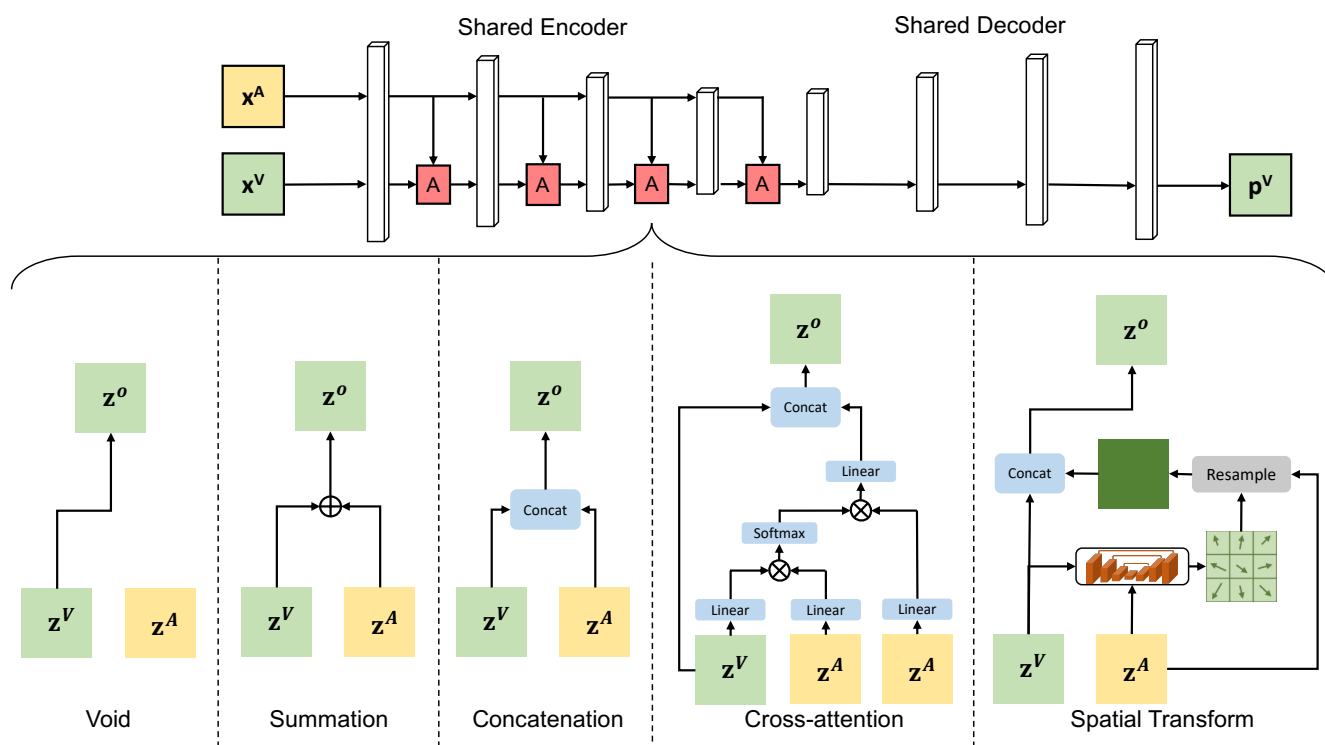 Shared Encoder
Shared Decoder
x^A
x^V
A
A
A
A
p^V
z^o
z^V
z^A
Void
z^o
z^V
z^A
Summation
z^o
Concat
z^V
z^A
Concatenation
z^o
Concat
Linear
Softmax
Linear
Linear
Linear
z^V
z^A
z^A
Cross-attention
z^o
Concat
Resample
z^V
z^A
Spatial Transform